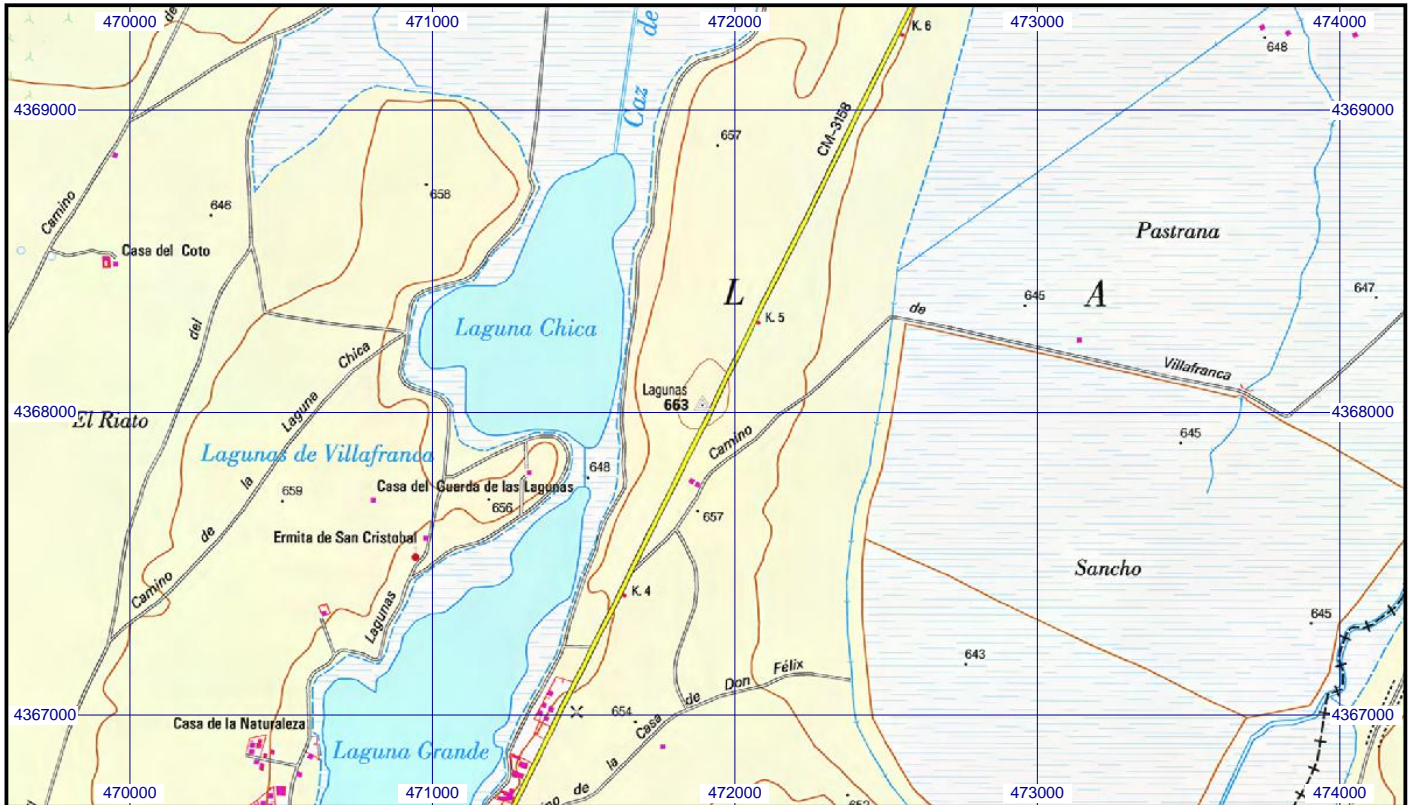 470000
471000
472000
473000
474000
de
de
K. 6
648
Caz
4369000
4369000
CM-3158
657
658
646
Camino
Casa del Coto
Pastrana
L
A
645
647
de
K. 5
Laguna Chica
del
Chica
Villafranca
Laguna
Lagunas
663
4368000
4368000
El Riato
Camino
645
Lagunas de Villafranca
648
la
Casa del Guarda de las Lagunas
659
656
657
de
Ermita de San Cristobal
Sancho
Camino
K. 4
Lagunas
645
643
Félix
Don
de
4367000
654
4367000
Casa de la Naturaleza
Casa
Laguna Grande
la
de
470000
471000
472000
473000
474000